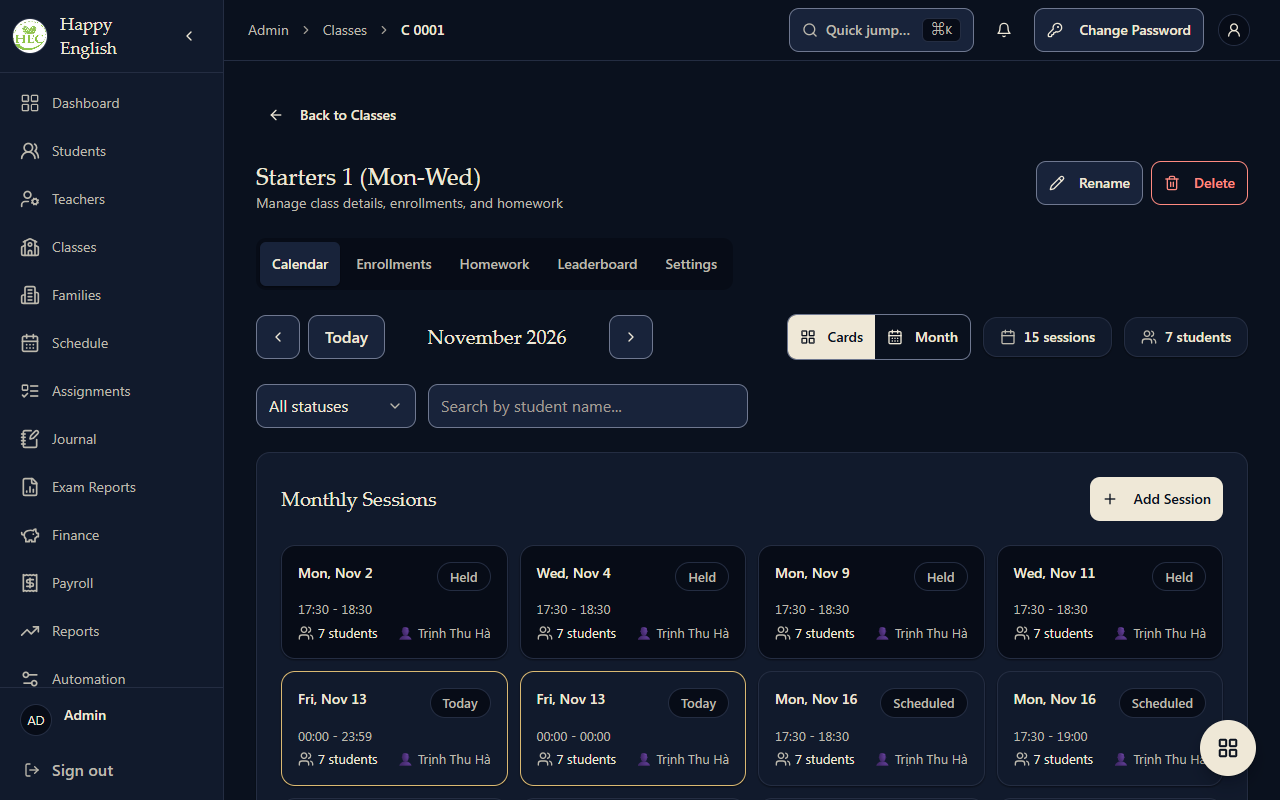 HEC
Happy
English
Dashboard
Students
Teachers
Classes
Families
Schedule
Assignments
Journal
Exam Reports
Finance
Payroll
Reports
Automation
AD
Admin
Sign out
Admin > Classes > C 0001
Quick jump... ⌘K
Change Password
Back to Classes
Starters 1 (Mon-Wed)
Manage class details, enrollments, and homework
Rename
Delete
Calendar Enrollments Homework Leaderboard Settings
Today November 2026
Cards Month
15 sessions
7 students
All statuses
Search by student name...
Monthly Sessions
Add Session
Mon, Nov 2 Held
17:30 - 18:30
7 students Trịnh Thu Hà
Wed, Nov 4 Held
17:30 - 18:30
7 students Trịnh Thu Hà
Mon, Nov 9 Held
17:30 - 18:30
7 students Trịnh Thu Hà
Wed, Nov 11 Held
17:30 - 18:30
7 students Trịnh Thu Hà
Fri, Nov 13 Today
00:00 - 23:59
7 students Trịnh Thu Hà
Fri, Nov 13 Today
00:00 - 00:00
7 students Trịnh Thu Hà
Mon, Nov 16 Scheduled
17:30 - 18:30
7 students Trịnh Thu Hà
Mon, Nov 16 Scheduled
17:30 - 19:00
7 students Trịnh Thu Hà